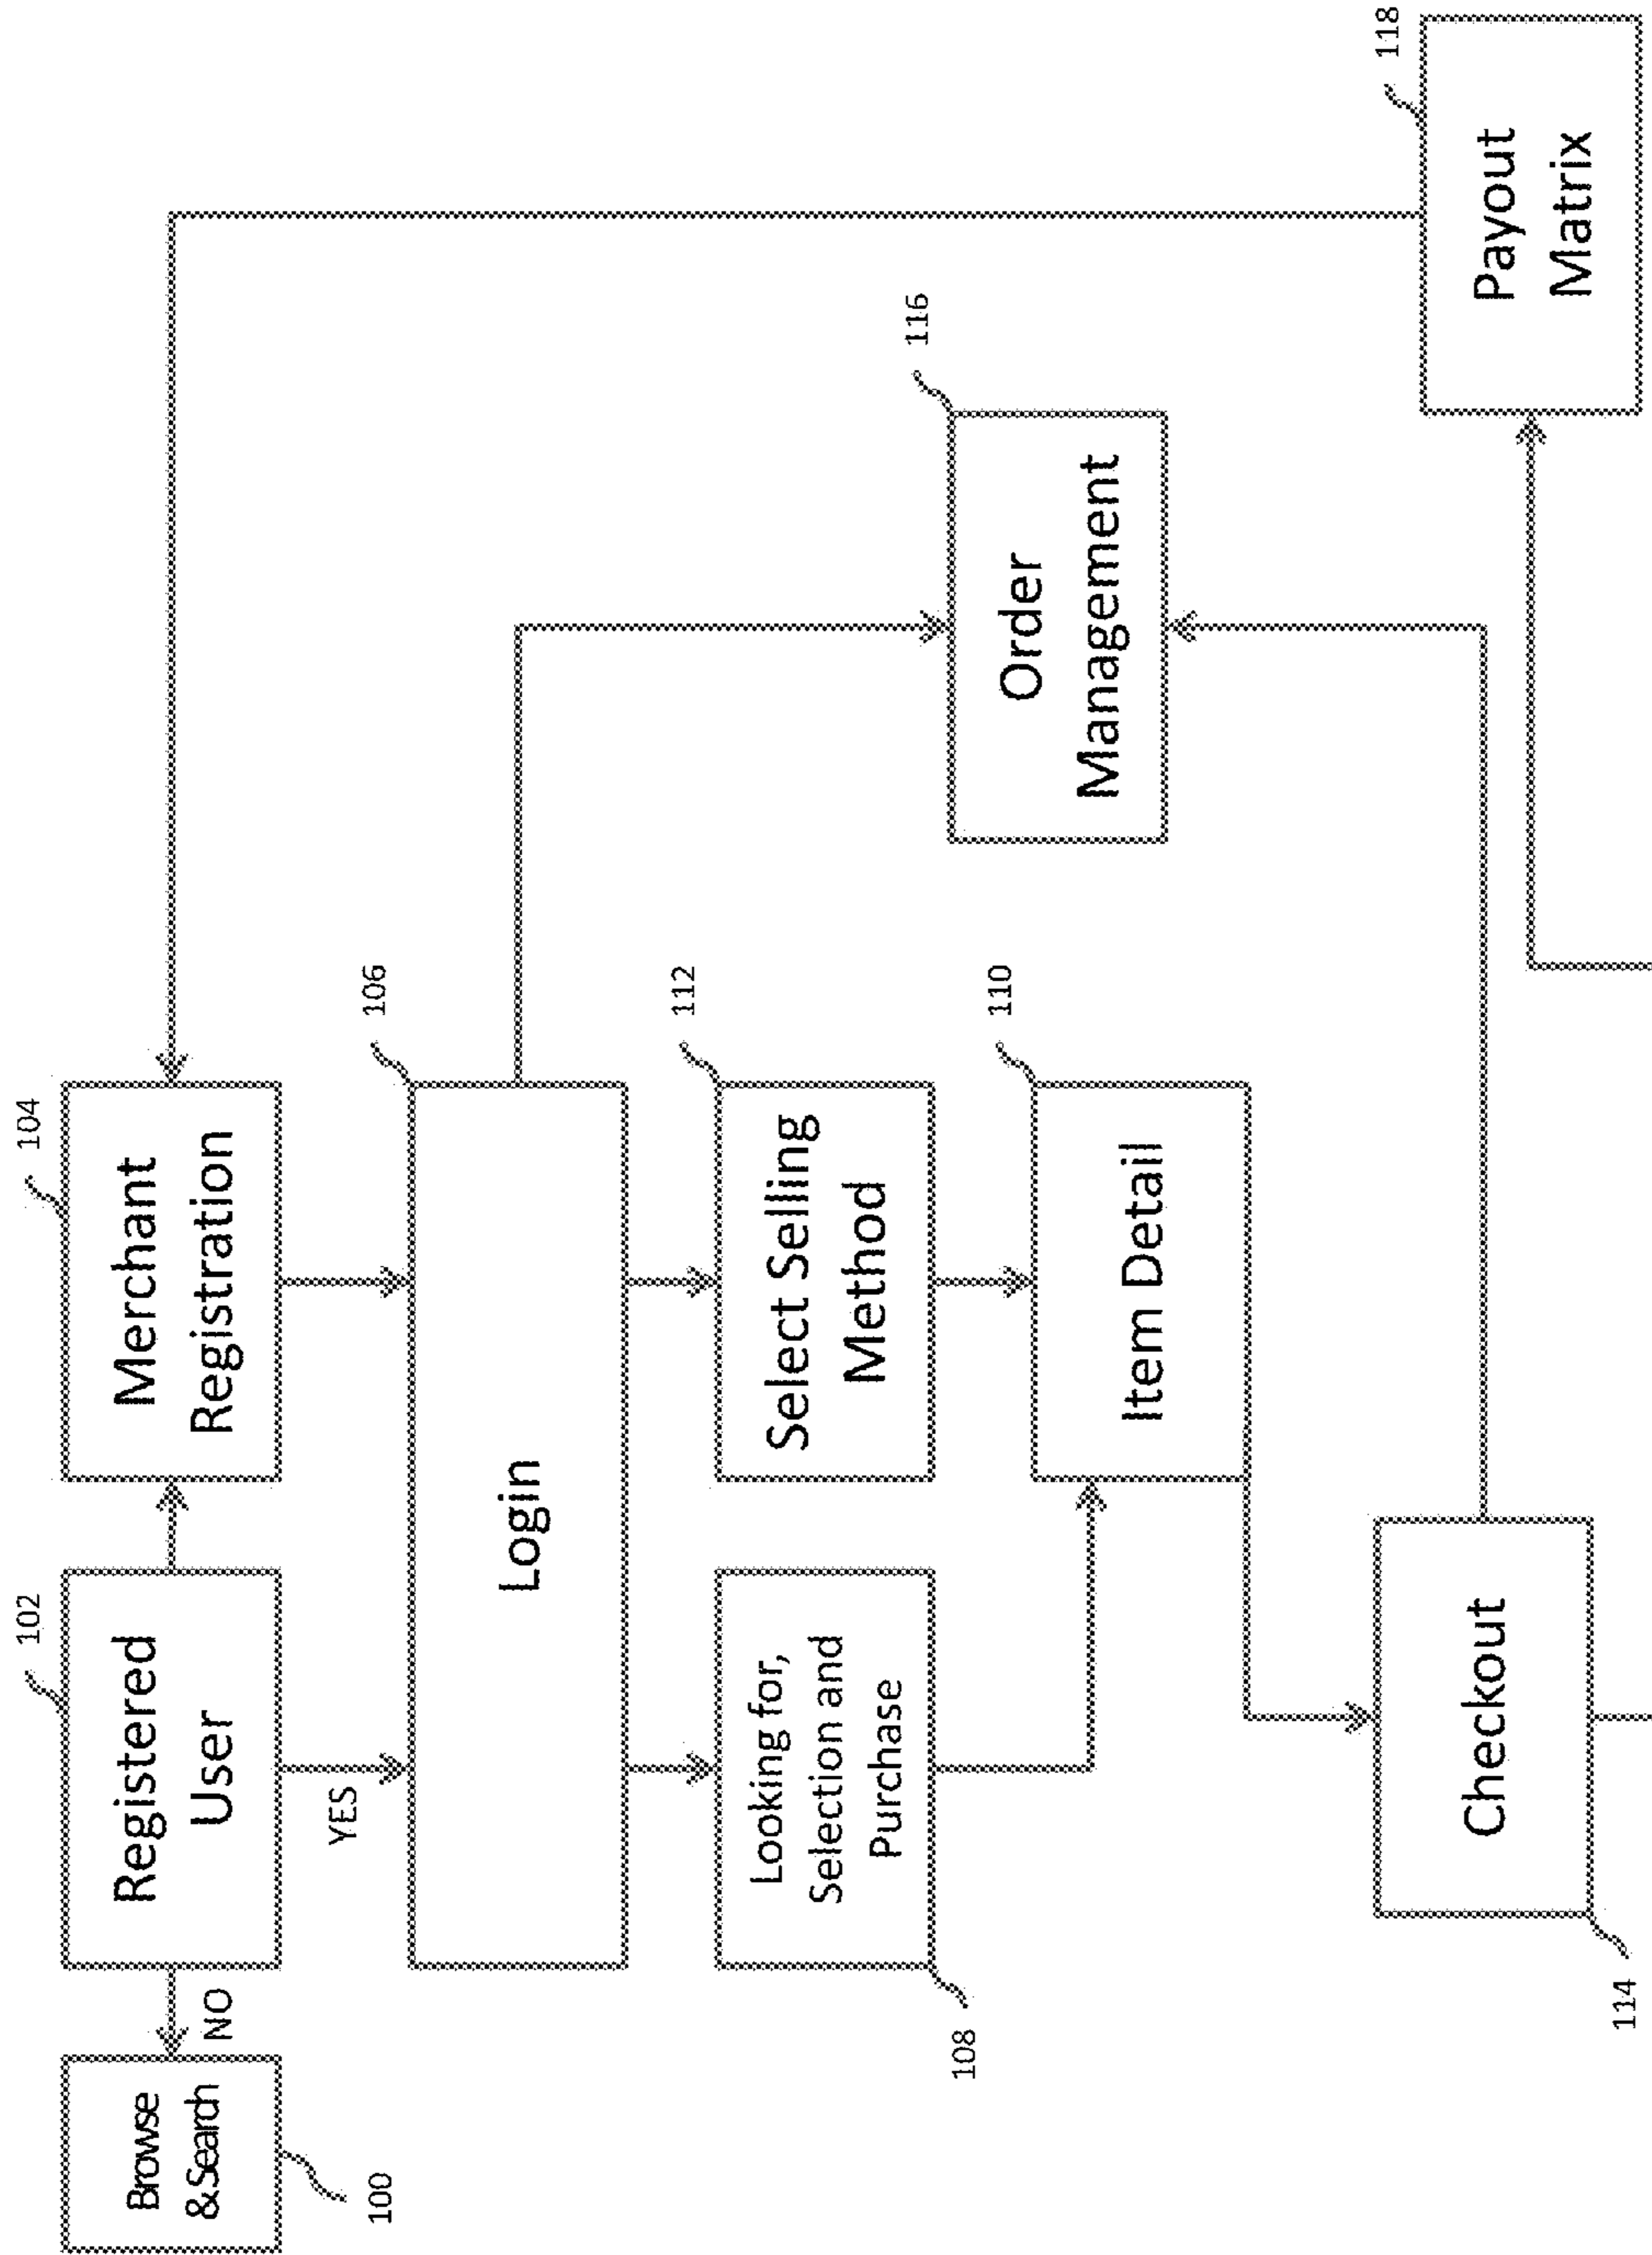 102
104
Browse
& Search
NO
Registered
User
Merchant
Registration
100
YES
106
Login
112
Looking for,
Selection and
Purchase
Select Selling
Method
108
110
116
Item Detail
Order
Management
Checkout
114
118
Payout
Matrix